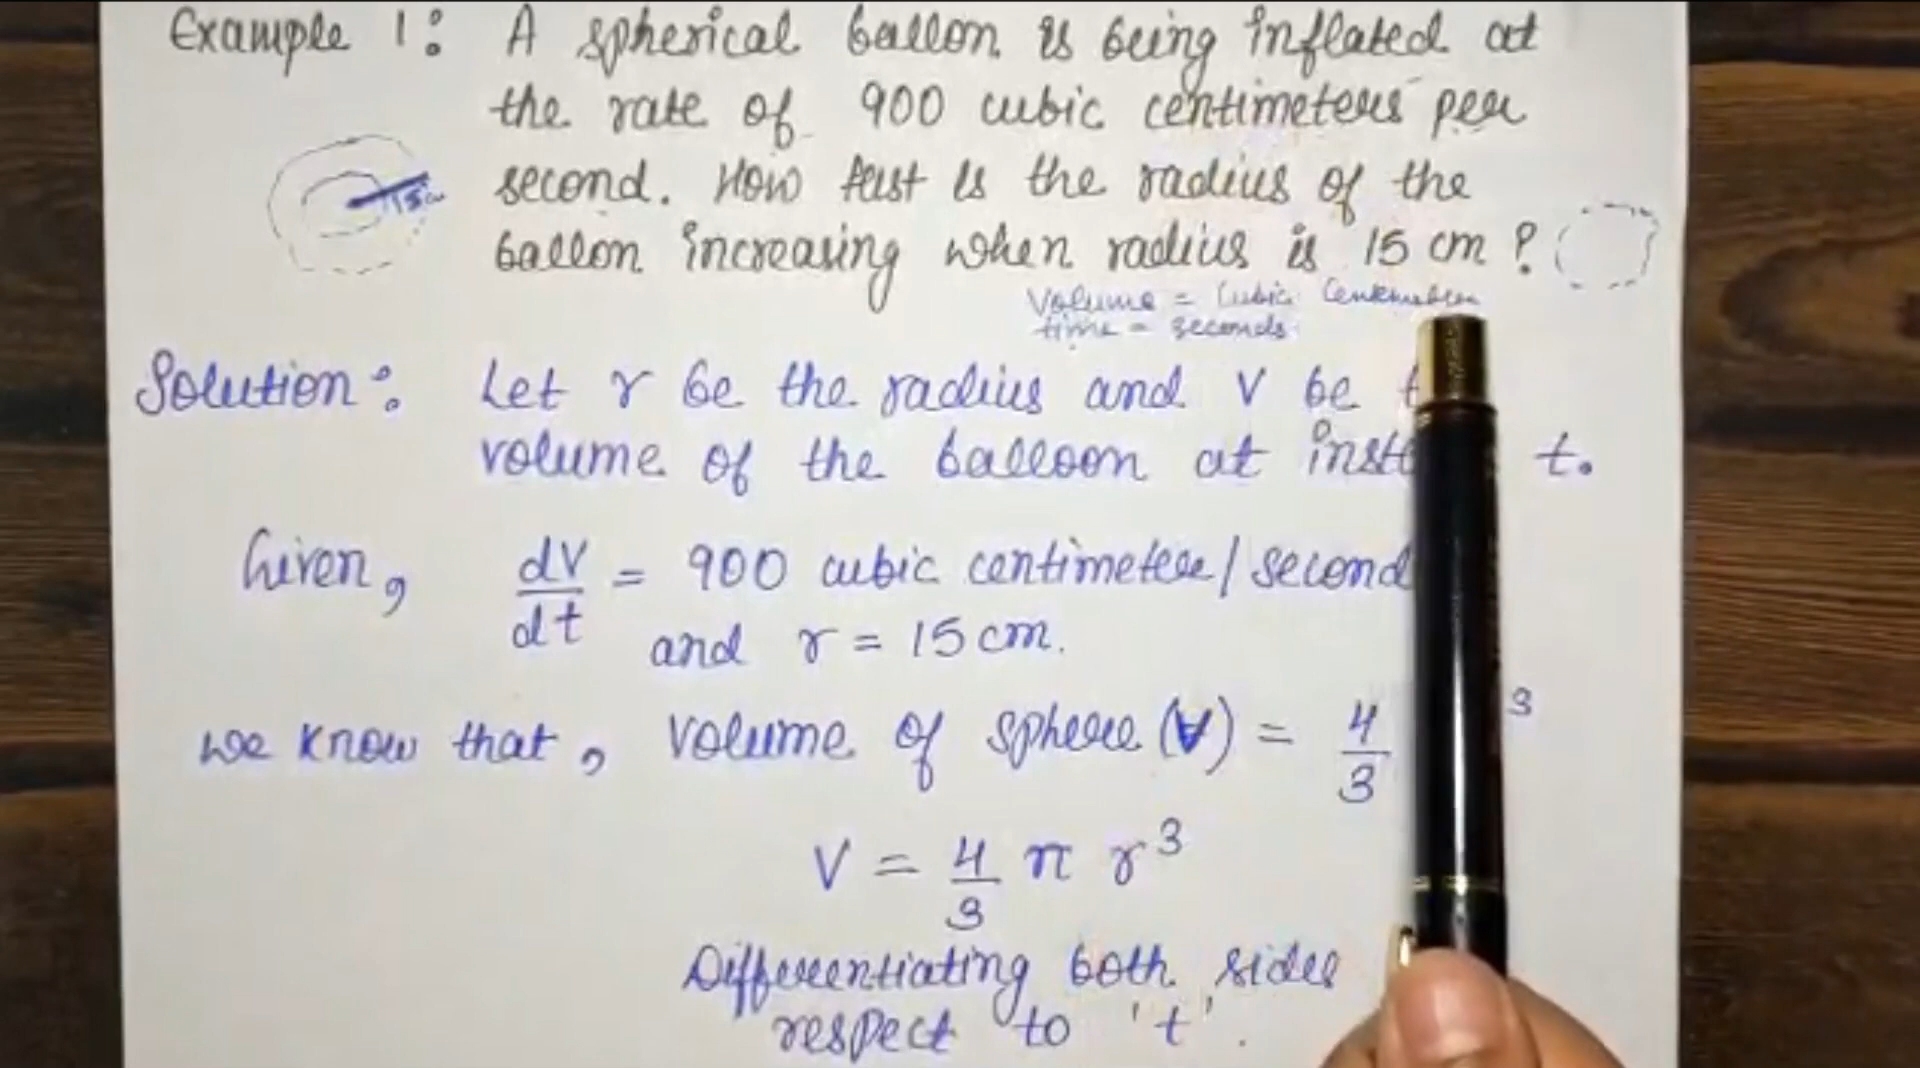 Example 1: A spherical ballon is being inflated at
the rate of 900 cubic centimeters per
second. How fast is the radius of the
ballon increasing when radius is 15 cm?
15
Volume = Cubic Centimeters
time = seconds
Solution: Let r be the radius and V be
volume of the balloon at t.
Given, dV/dt = 900 cubic centimeter/second
and r = 15 cm.
we know that, volume of sphere (V) = 4/3 3
V = 4/3 π r³
Differentiating both sides
respect to 't'.